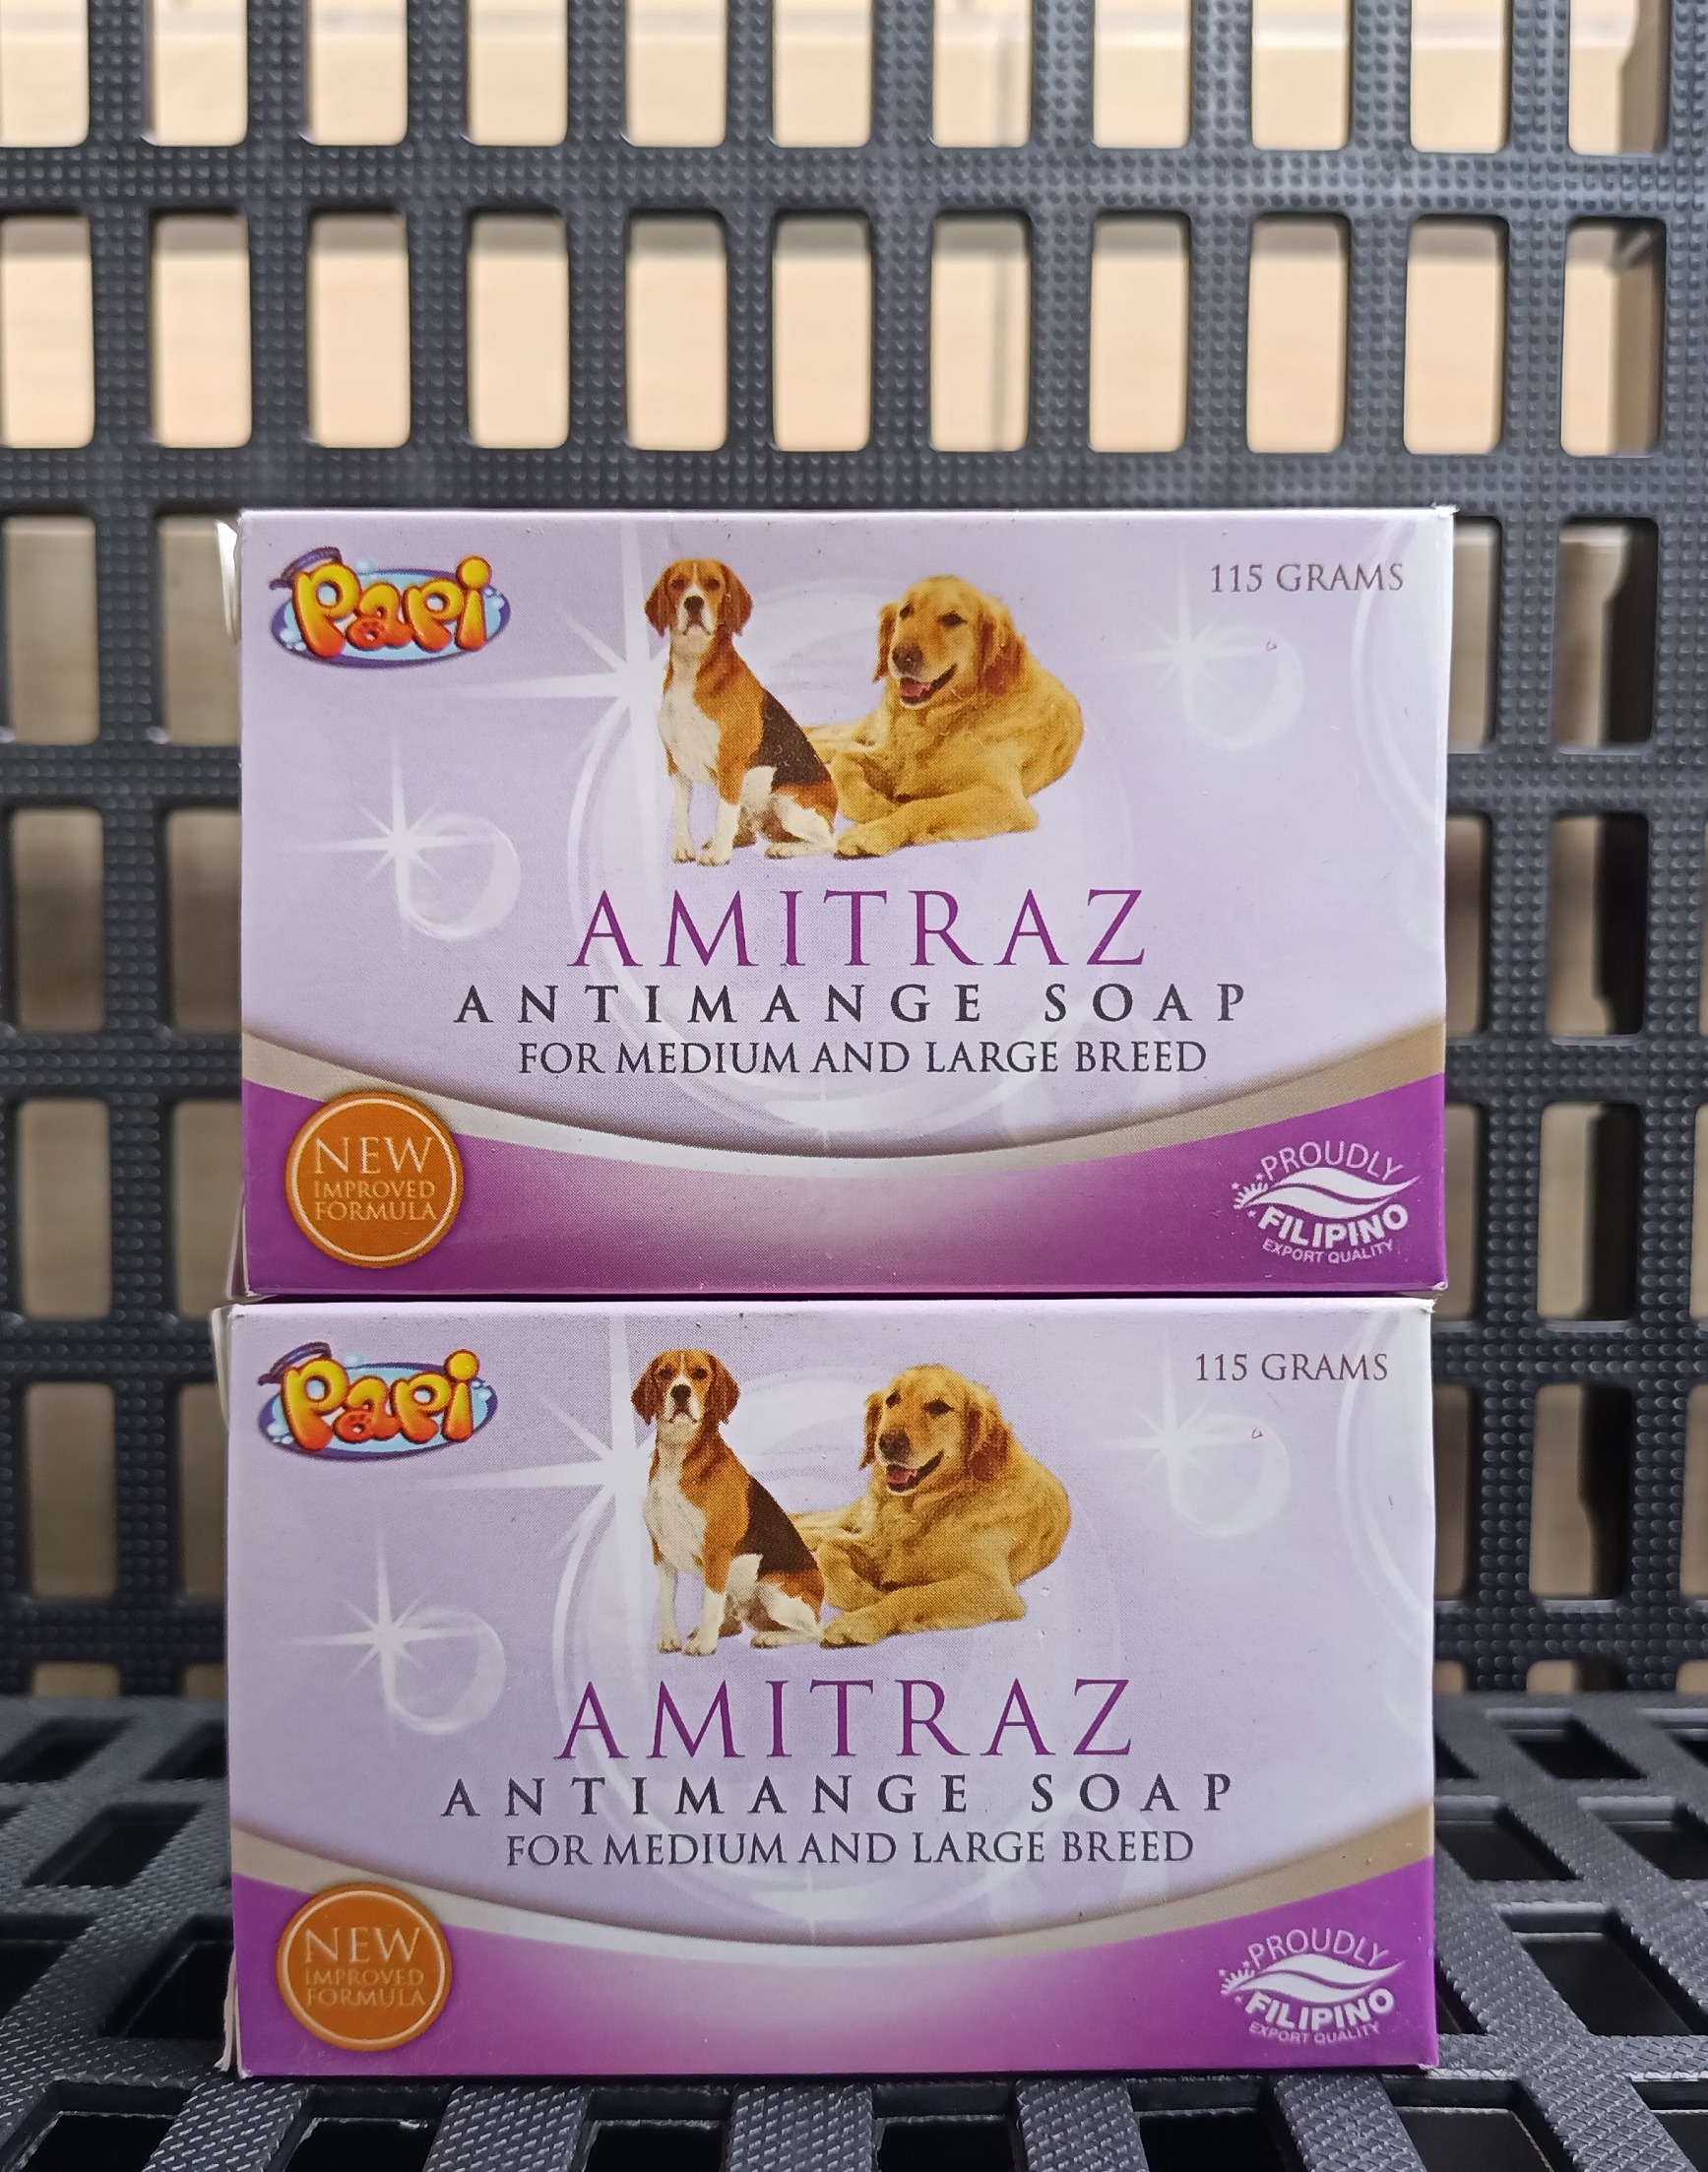 Papi
115 GRAMS
AMITRAZ
ANTIMANGE SOAP
FOR MEDIUM AND LARGE BREED
NEW
IMPROVED
FORMULA
PROUDLY
FILIPINO
EXPORT QUALITY
Papi
115 GRAMS
AMITRAZ
ANTIMANGE SOAP
FOR MEDIUM AND LARGE BREED
NEW
IMPROVED
FORMULA
PROUDLY
FILIPINO
EXPORT QUALITY